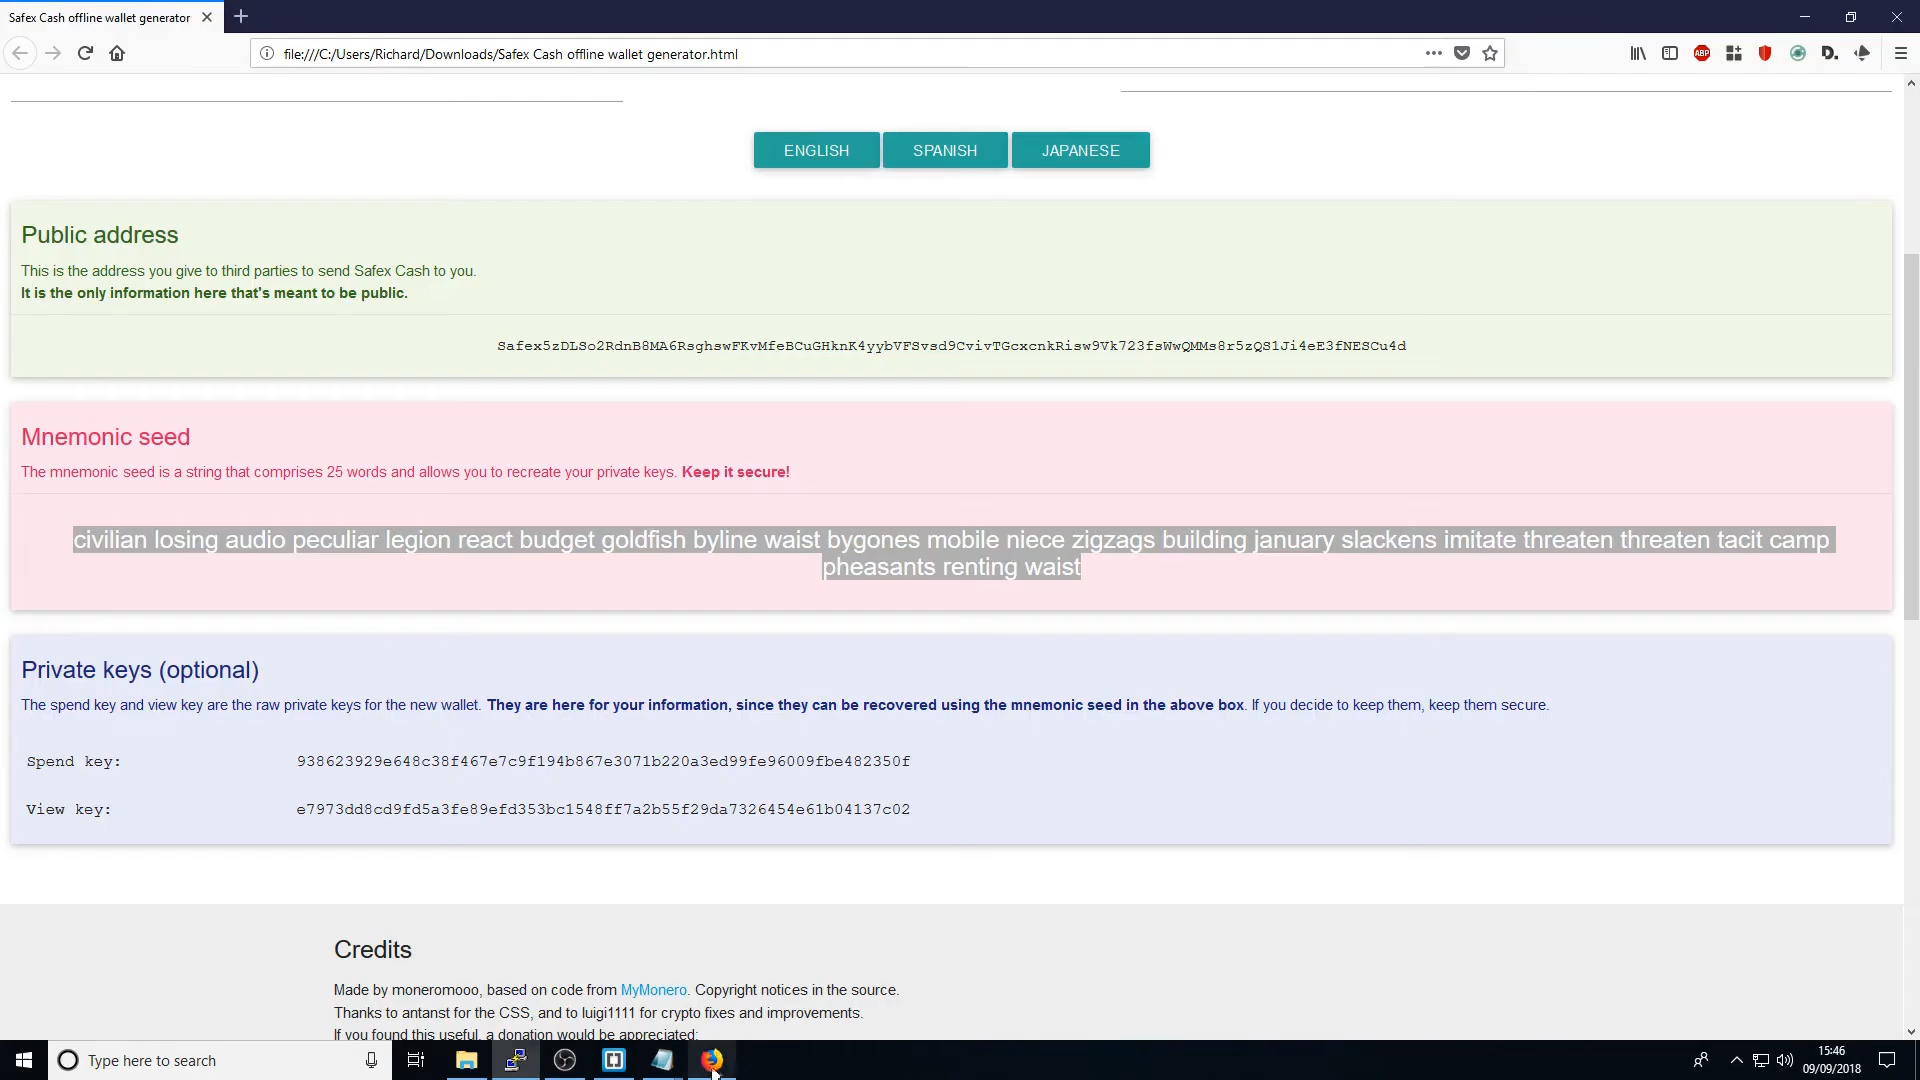 Safex Cash offline wallet generator
file:///C:/Users/Richard/Downloads/Safex Cash offline wallet generator.html
ABP
D.
ENGLISH SPANISH JAPANESE
Public address
This is the address you give to third parties to send Safex Cash to you.
It is the only information here that's meant to be public.
Safex5zDLSo2RdnB8MA6RsghswFKvMfeBCuGHknK4yybVFSvsd9CvivTGcxcnkRisw9Vk723fsWwQMMs8r5zQS1Ji4eE3fNESCu4d
Mnemonic seed
The mnemonic seed is a string that comprises 25 words and allows you to recreate your private keys. Keep it secure!
civilian losing audio peculiar legion react budget goldfish byline waist bygones mobile niece zigzags building january slackens imitate threaten threaten tacit camp
pheasants renting waist
Private keys (optional)
The spend key and view key are the raw private keys for the new wallet. They are here for your information, since they can be recovered using the mnemonic seed in the above box. If you decide to keep them, keep them secure.
Spend key: 938623929e648c38f467e7c9f194b867e3071b220a3ed99fe96009fbe482350f
View key: e7973dd8cd9fd5a3fe89efd353bc1548ff7a2b55f29da7326454e61b04137c02
Credits
Made by moneromooo, based on code from MyMonero. Copyright notices in the source.
Thanks to antanst for the CSS, and to luigi1111 for crypto fixes and improvements.
If you found this useful, a donation would be appreciated:
Type here to search
15:46
09/09/2018